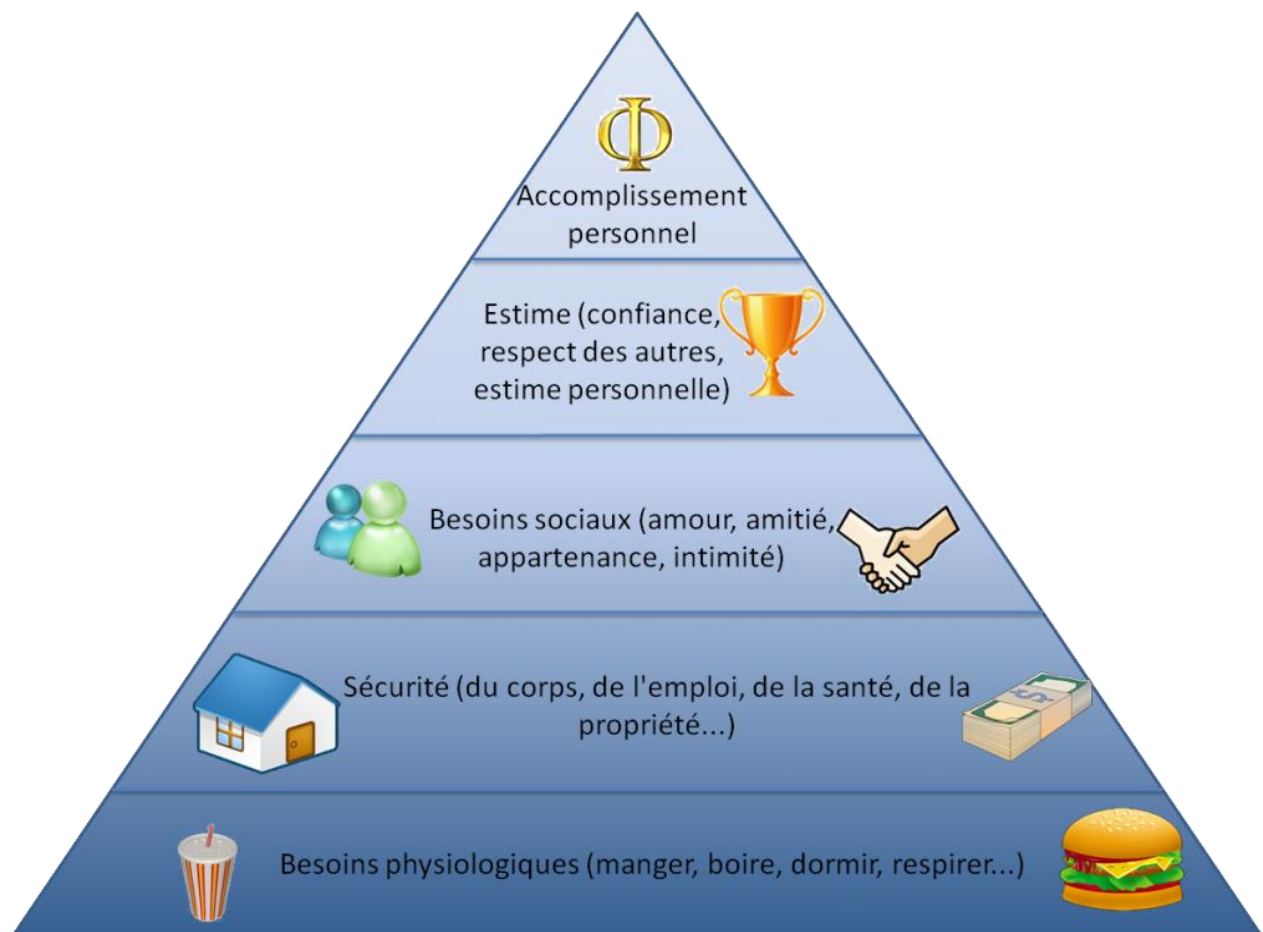 Φ
Accomplissement
personnel
Estime (confiance,
respect des autres,
estime personnelle)
Besoins sociaux (amour, amitié,
appartenance, intimité)
Sécurité (du corps, de l'emploi, de la santé, de la
propriété...)
$
Besoins physiologiques (manger, boire, dormir, respirer...)